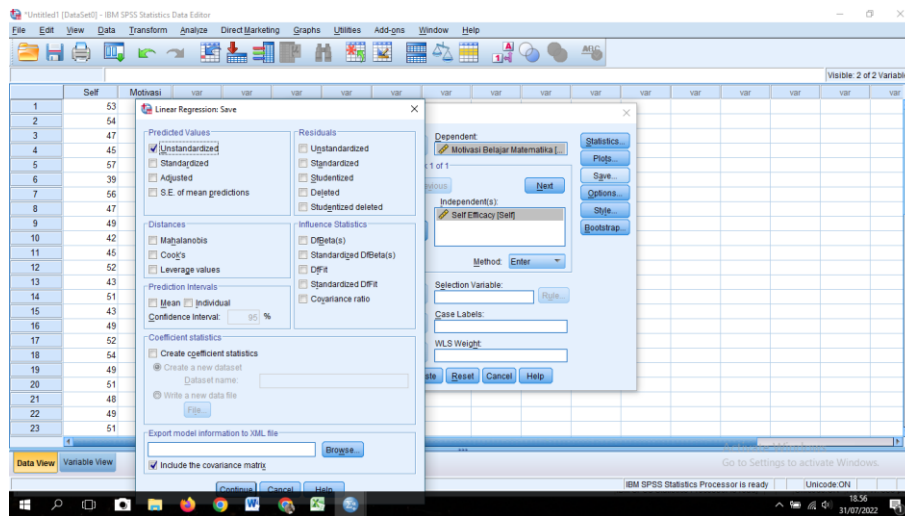 *Untitled1 [DataSet0] - IBM SPSS Statistics Data Editor
File Edit View Data Transform Analyze Direct Marketing Graphs Utilities Add-ons Window Help
Visible: 2 of 2 Variabl
Self Motivasi var var var var var var var var var var var var var
1 53
2 54
3 47
4 45
5 57
6 39
7 56
8 47
9 49
10 42
11 45
12 52
13 43
14 51
15 43
16 49
17 52
18 54
19 49
20 51
21 48
22 49
23 51
Linear Regression: Save
Predicted Values
Unstandardized
Standardized
Adjusted
S.E. of mean predictions
Residuals
Unstandardized
Standardized
Studentized
Deleted
Studentized deleted
Distances
Mahalanobis
Cook's
Leverage values
Influence Statistics
DfBeta(s)
Standardized DfBeta(s)
DfFit
Standardized DfFit
Covariance ratio
Prediction Intervals
Mean Individual
Confidence Interval: 95 %
Coefficient statistics
Create coefficient statistics
Create a new dataset
Dataset name:
Write a new data file
File...
Export model information to XML file
Browse...
Include the covariance matrix
Continue Cancel Help
Dependent:
Motivasi Belajar Matematika [...
1 of 1
Next
Independent(s):
Self Efficacy [Self]
Method: Enter
Selection Variable:
Rule...
Case Labels:
WLS Weight:
Reset Cancel Help
Statistics...
Plots...
Save...
Options...
Style...
Bootstrap...
Data View Variable View
Go to Settings to activate Windows.
IBM SPSS Statistics Processor is ready Unicode:ON
18.56
31/07/2022